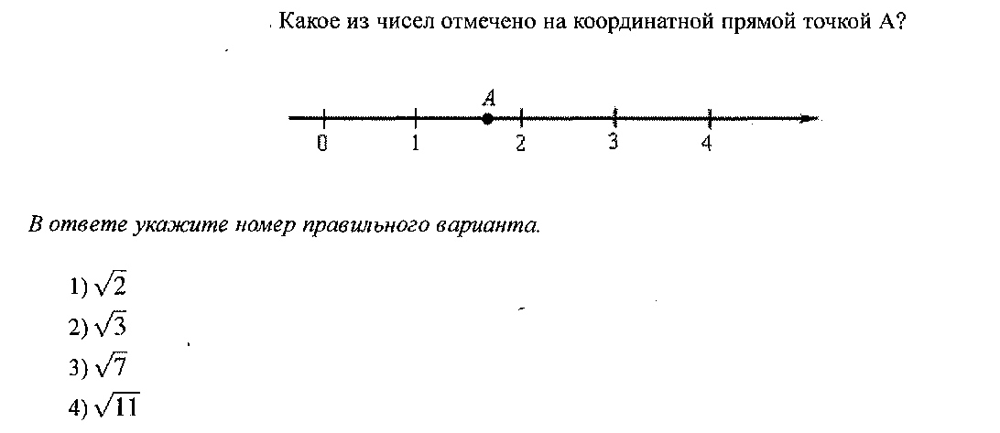 Какое из чисел отмечено на координатной прямой точкой А?
A
0 1 2 3 4
В ответе укажите номер правильного варианта.
1) √2
2) √3
3) √7
4) √11